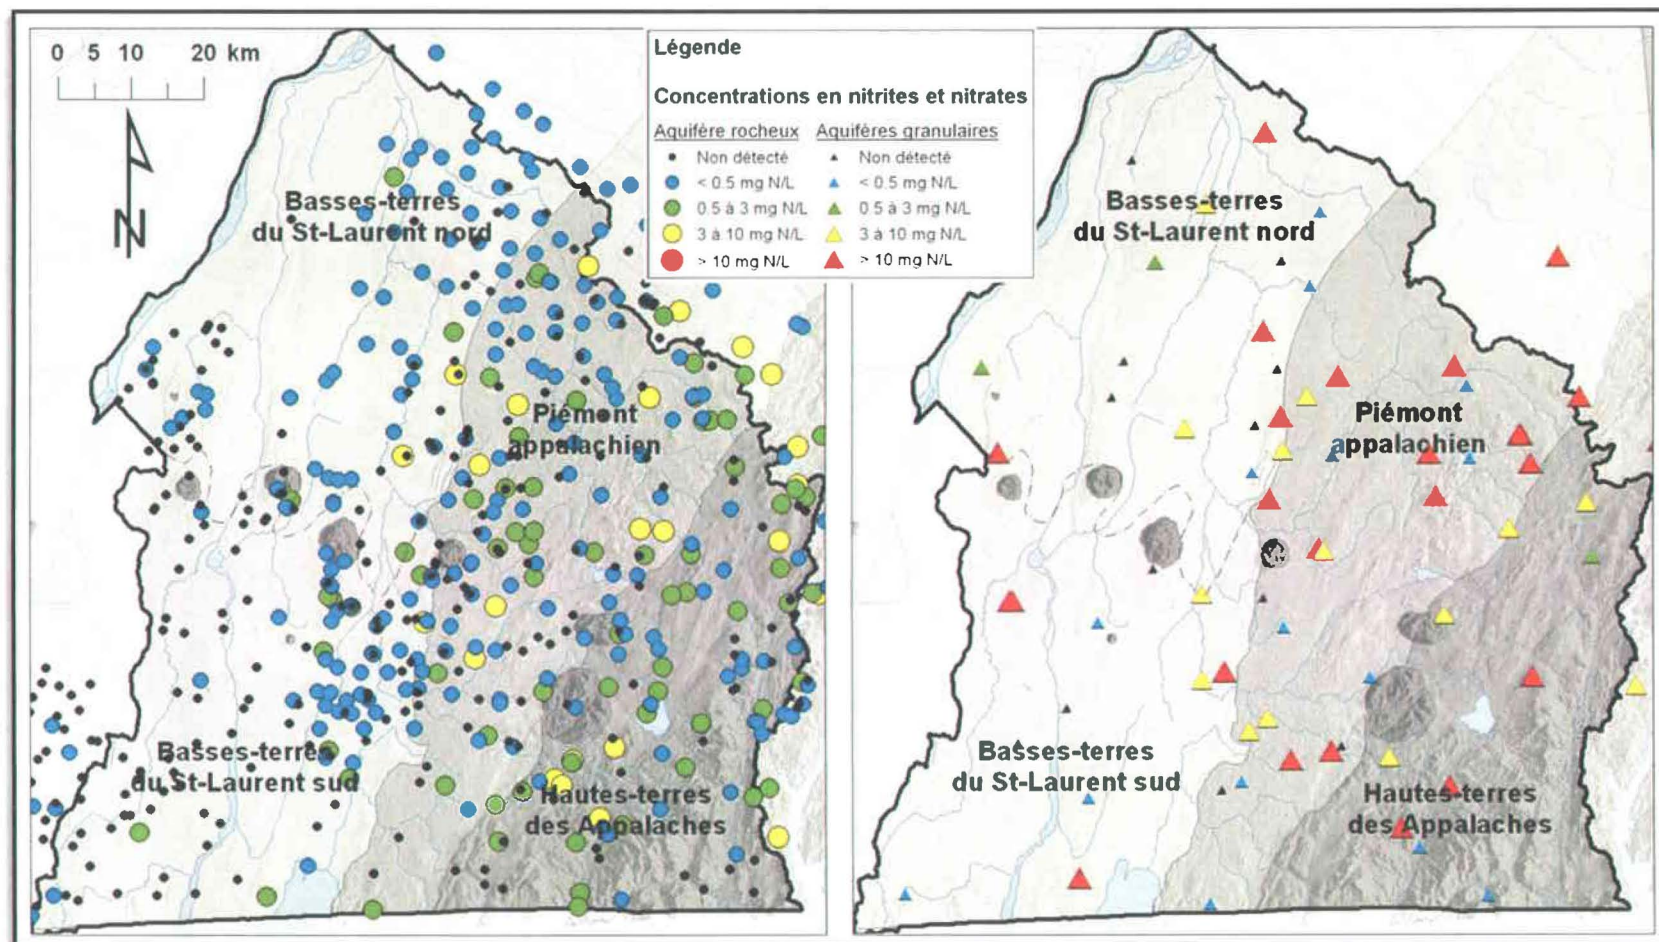 0 5 10 20 km
N
Légende
Concentrations en nitrites et nitrates
Aquifère rocheux Aquifères granulaires
Non détecté Non détecté
< 0.5 mg N/L < 0.5 mg N/L
0.5 à 3 mg N/L 0.5 à 3 mg N/L
3 à 10 mg N/L 3 à 10 mg N/L
> 10 mg N/L > 10 mg N/L
Basses-terres
du St-Laurent nord
Piémont
appalachien
Basses-terres
du St-Laurent sud
Hautes-terres
des Appalaches
Basses-terres
du St-Laurent nord
Piémont
appalachien
Basses-terres
du St-Laurent sud
Hautes-terres
des Appalaches